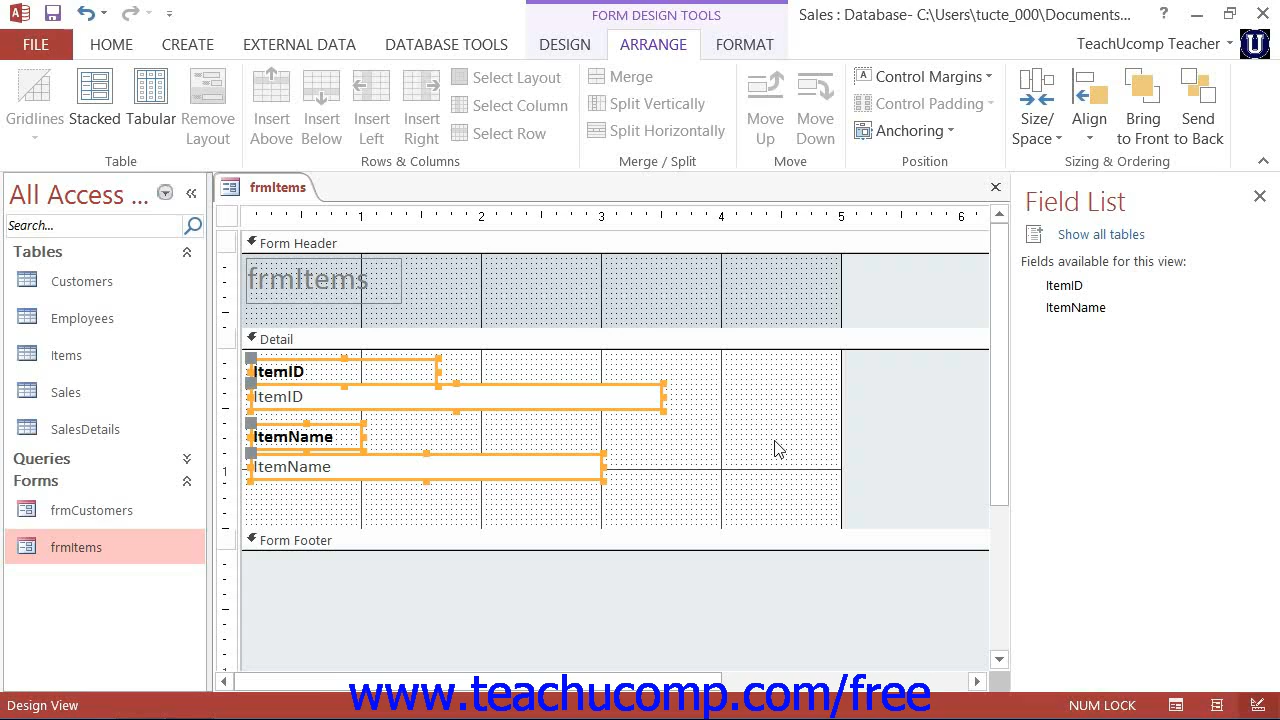 FORM DESIGN TOOLS
Sales : Database- C:\Users\tucte_000\Documents...
?
FILE
HOME
CREATE
EXTERNAL DATA
DATABASE TOOLS
DESIGN
ARRANGE
FORMAT
TeachUcomp Teacher
U
Gridlines
Stacked
Tabular
Remove
Layout
Table
Insert
Above
Insert
Below
Insert
Left
Insert
Right
Select Layout
Select Column
Select Row
Rows & Columns
Merge
Split Vertically
Split Horizontally
Merge / Split
Move
Up
Move
Down
Move
Control Margins
Control Padding
Anchoring
Position
Size/
Space
Align
Bring
to Front
Send
to Back
Sizing & Ordering
All Access ...
Search...
Tables
Customers
Employees
Items
Sales
SalesDetails
Queries
Forms
frmCustomers
frmItems
frmItems
1 2 3 4 5 6
Form Header
frmItems
Detail
ItemID
ItemID
ItemName
ItemName
1
Form Footer
Field List
Show all tables
Fields available for this view:
ItemID
ItemName
www.teachucomp.com/free
Design View
NUM LOCK